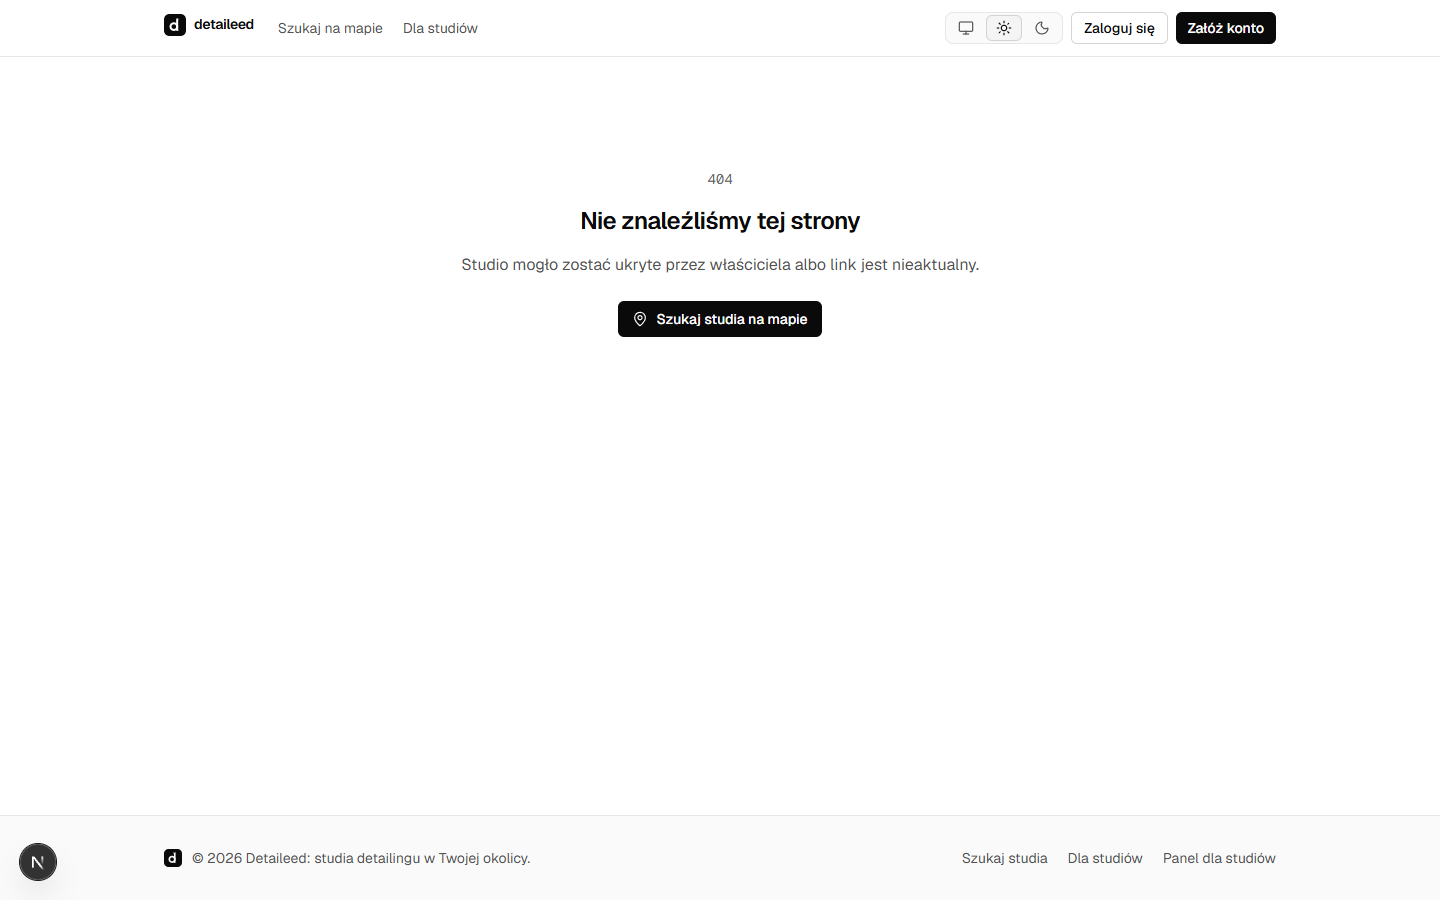 d detaileed
Szukaj na mapie
Dla studiów
Zaloguj się
Załóż konto
404
Nie znaleźliśmy tej strony
Studio mogło zostać ukryte przez właściciela albo link jest nieaktualny.
Szukaj studia na mapie
d © 2026 Detaileed: studia detailingu w Twojej okolicy.
Szukaj studia
Dla studiów
Panel dla studiów
N